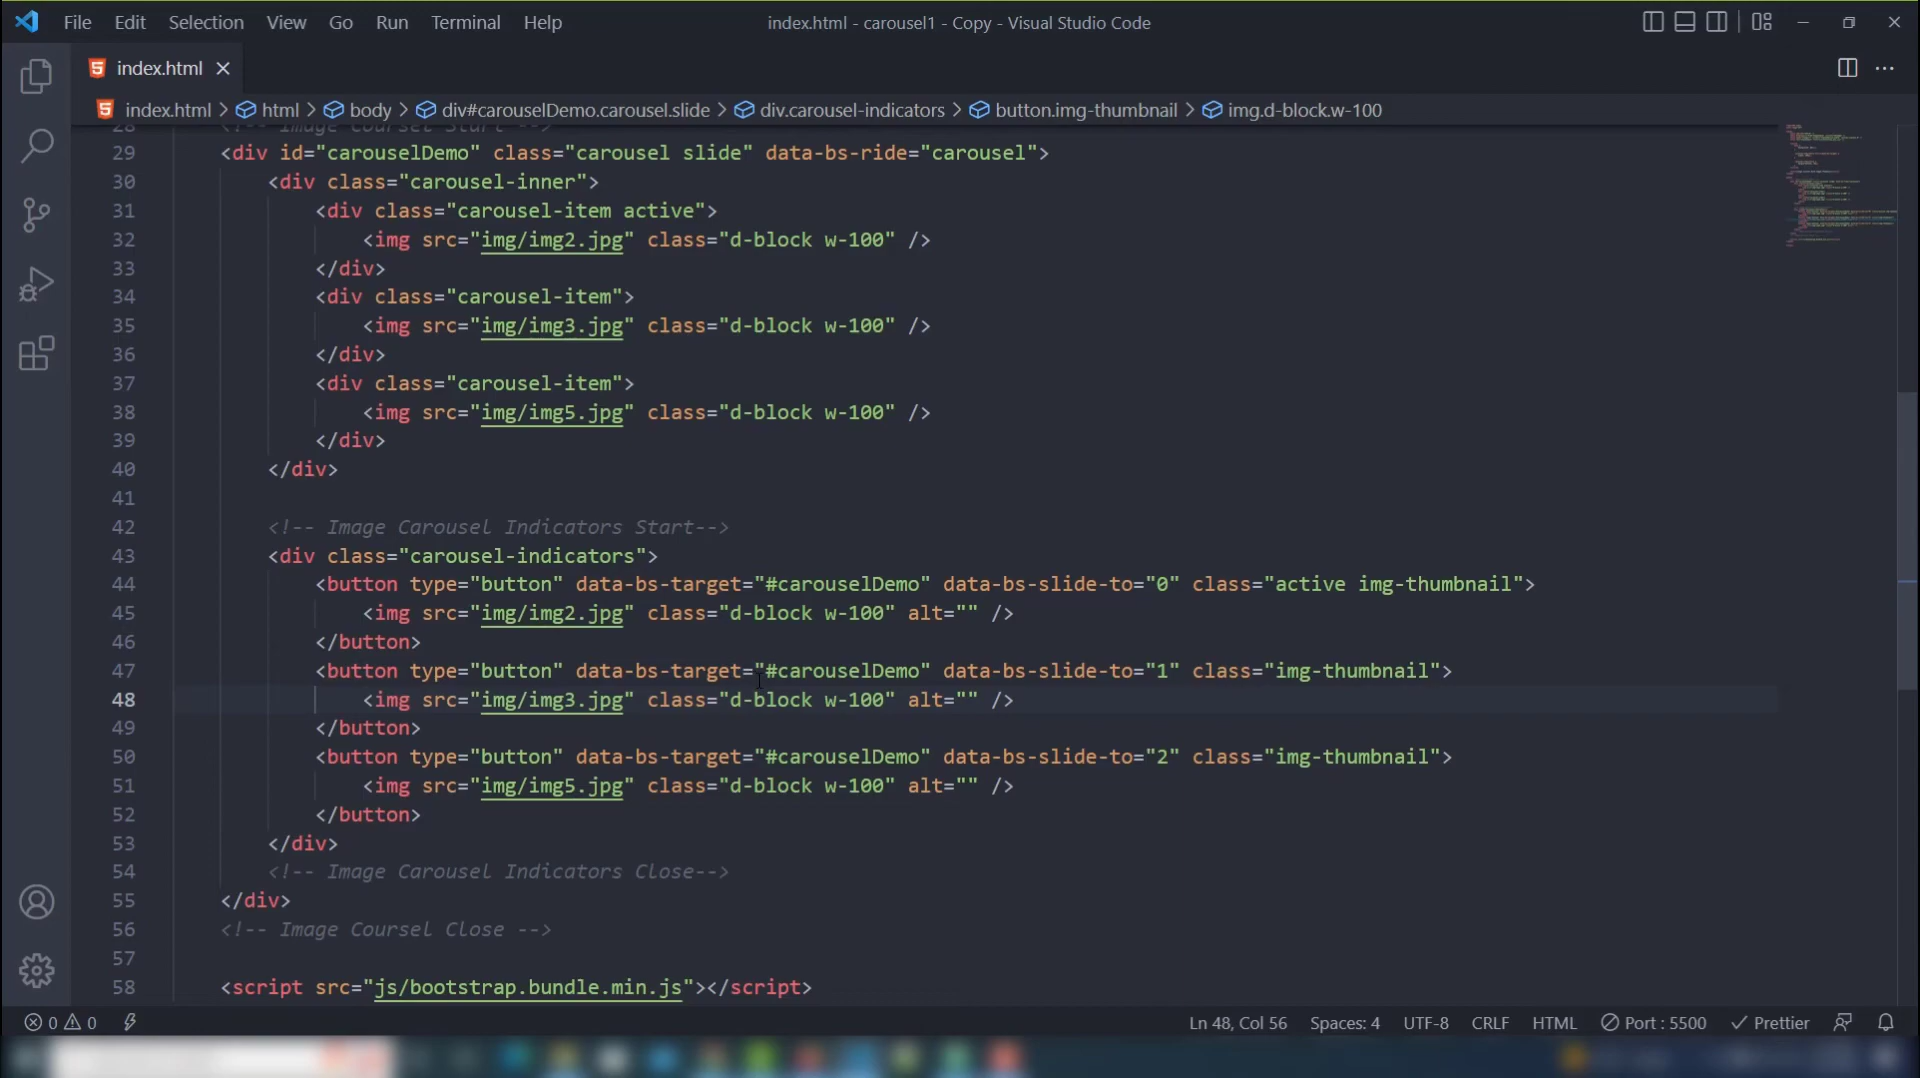 File Edit Selection View Go Run Terminal Help index.html - carousel1 - Copy - Visual Studio Code
index.html
index.html > html > body > div#carouselDemo.carousel.slide > div.carousel-indicators > button.img-thumbnail > img.d-block.w-100
28 <!-- Image Coursel Start -->
29 <div id="carouselDemo" class="carousel slide" data-bs-ride="carousel">
30 <div class="carousel-inner">
31 <div class="carousel-item active">
32 <img src="img/img2.jpg" class="d-block w-100" />
33 </div>
34 <div class="carousel-item">
35 <img src="img/img3.jpg" class="d-block w-100" />
36 </div>
37 <div class="carousel-item">
38 <img src="img/img5.jpg" class="d-block w-100" />
39 </div>
40 </div>
41
42 <!-- Image Carousel Indicators Start-->
43 <div class="carousel-indicators">
44 <button type="button" data-bs-target="#carouselDemo" data-bs-slide-to="0" class="active img-thumbnail">
45 <img src="img/img2.jpg" class="d-block w-100" alt="" />
46 </button>
47 <button type="button" data-bs-target="#carouselDemo" data-bs-slide-to="1" class="img-thumbnail">
48 <img src="img/img3.jpg" class="d-block w-100" alt="" />
49 </button>
50 <button type="button" data-bs-target="#carouselDemo" data-bs-slide-to="2" class="img-thumbnail">
51 <img src="img/img5.jpg" class="d-block w-100" alt="" />
52 </button>
53 </div>
54 <!-- Image Carousel Indicators Close-->
55 </div>
56 <!-- Image Coursel Close -->
57
58 <script src="js/bootstrap.bundle.min.js"></script>
0 0 Ln 48, Col 56 Spaces: 4 UTF-8 CRLF HTML Port : 5500 Prettier